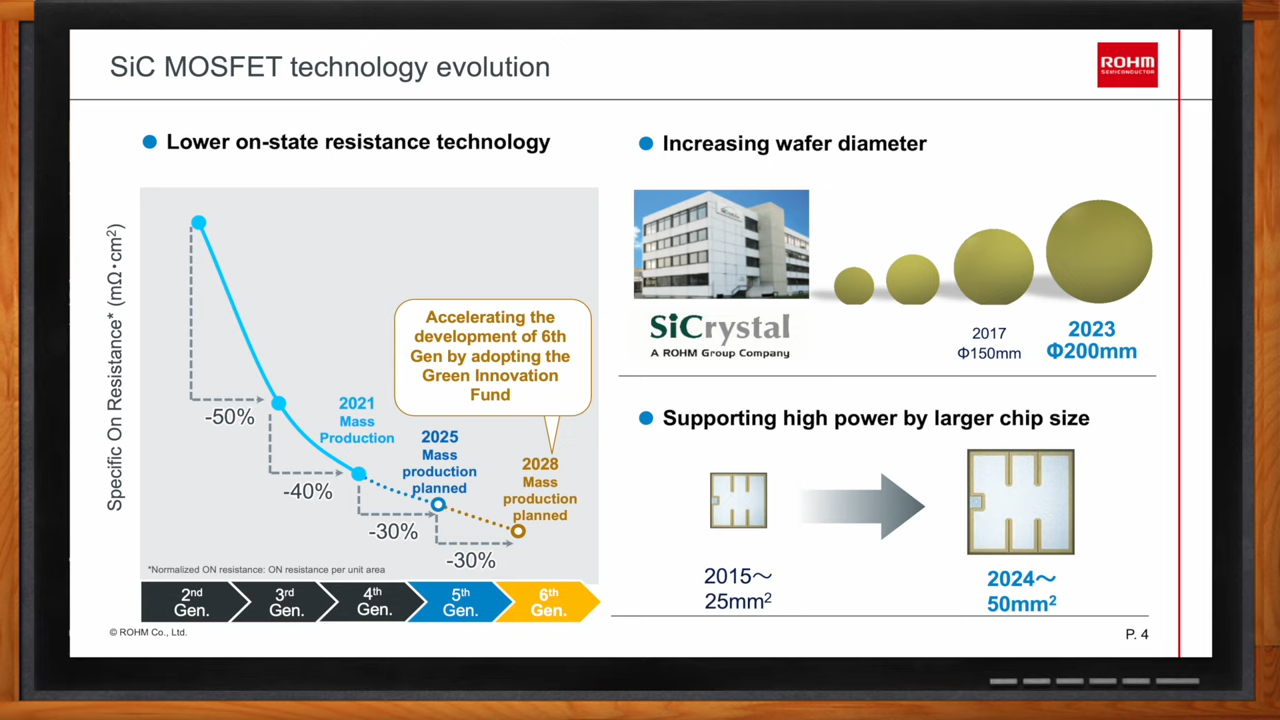 SiC MOSFET technology evolution
ROHM
SEMICONDUCTOR
Lower on-state resistance technology
Specific On Resistance* (mΩ・cm²)
-50%
-40%
-30%
-30%
2021
Mass
Production
2025
Mass
production
planned
2028
Mass
production
planned
Accelerating the
development of 6th
Gen by adopting the
Green Innovation
Fund
*Normalized ON resistance: ON resistance per unit area
2nd
Gen.
3rd
Gen.
4th
Gen.
5th
Gen.
6th
Gen.
Increasing wafer diameter
SiCrystal
A ROHM Group Company
2017
Φ150mm
2023
Φ200mm
Supporting high power by larger chip size
2015～
25mm²
2024～
50mm²
© ROHM Co., Ltd.
P. 4